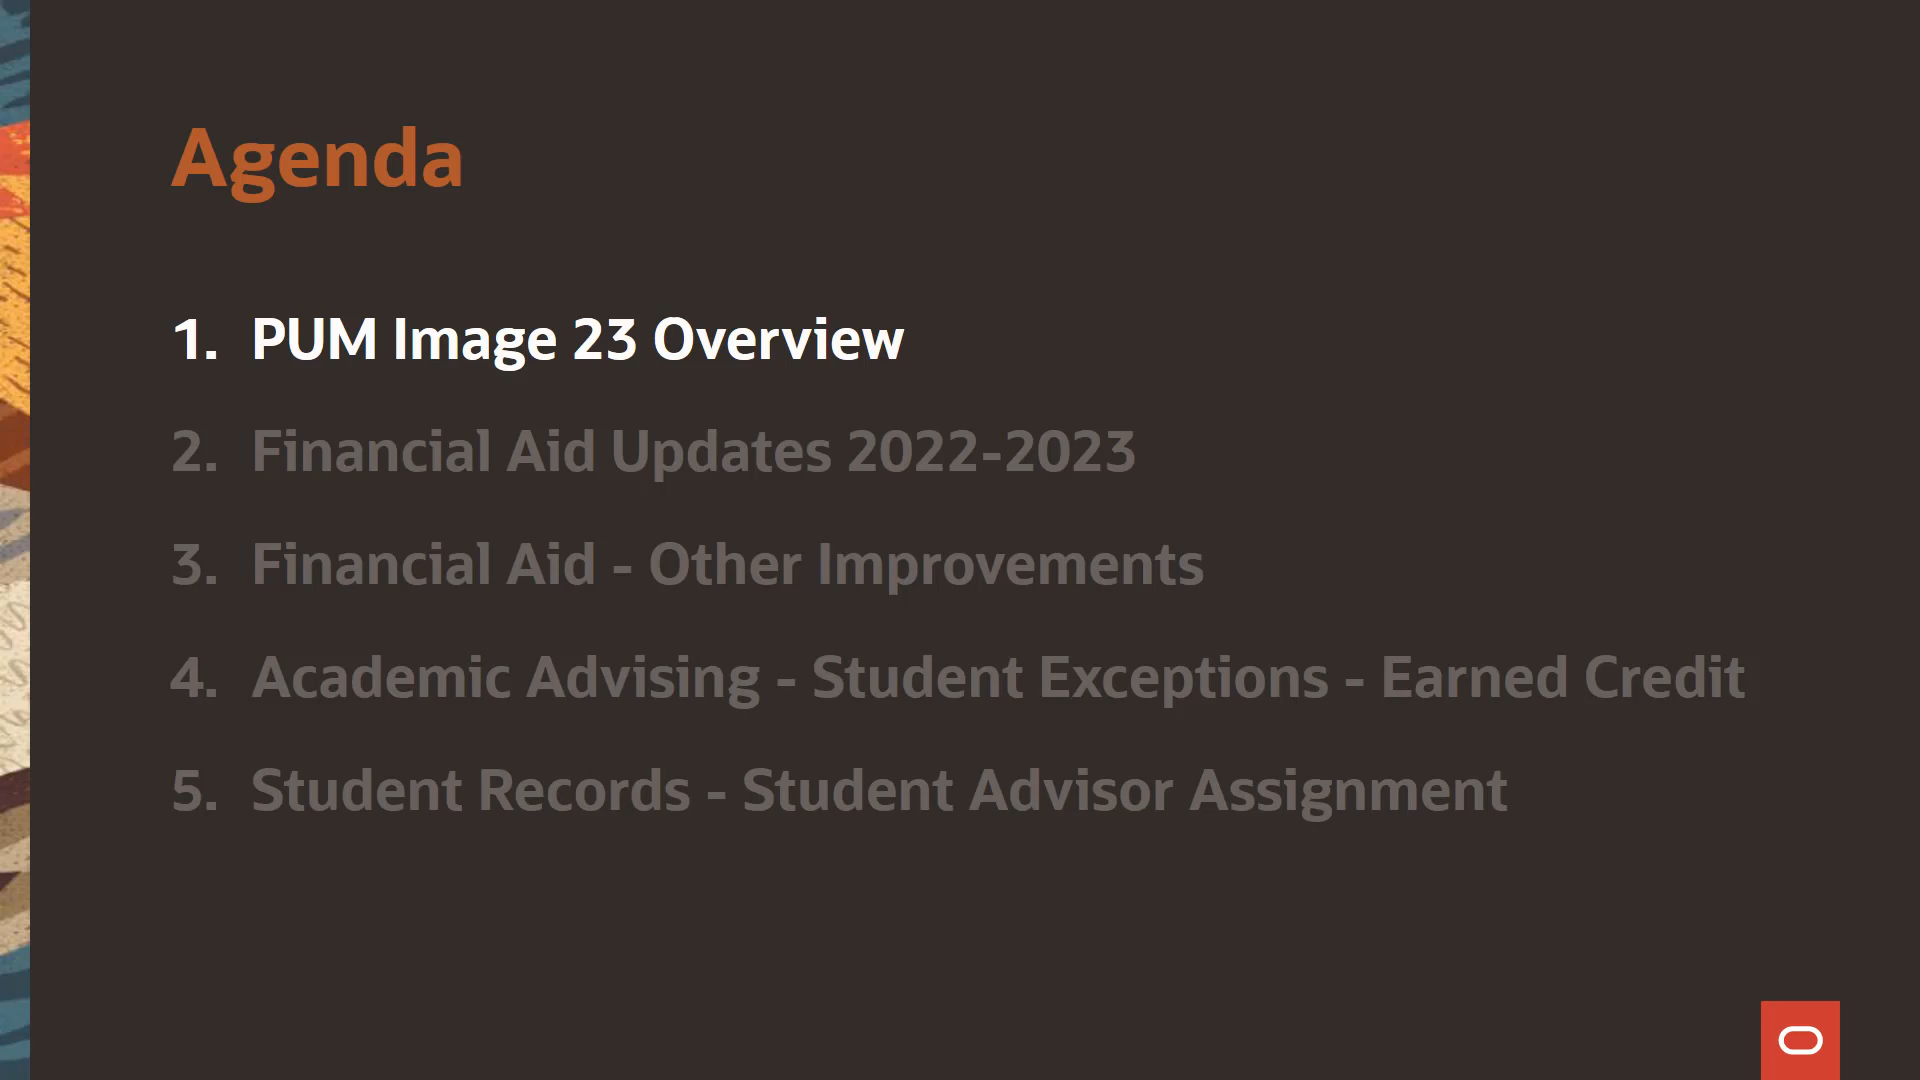 Agenda
1. PUM Image 23 Overview
2. Financial Aid Updates 2022-2023
3. Financial Aid - Other Improvements
4. Academic Advising - Student Exceptions - Earned Credit
5. Student Records - Student Advisor Assignment